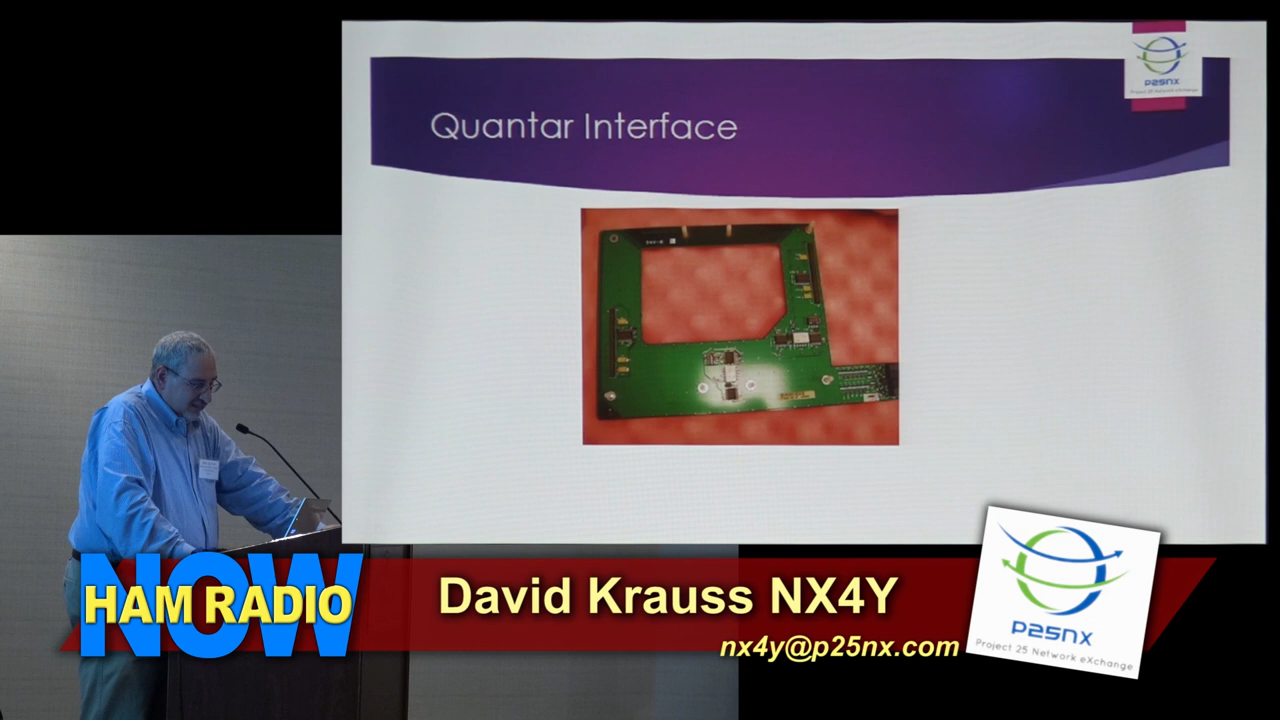 P25NX
Project 25 Network eXchange
Quantar Interface
NOW
HAM RADIO
David Krauss NX4Y
nx4y@p25nx.com
P25NX
Project 25 Network eXchange